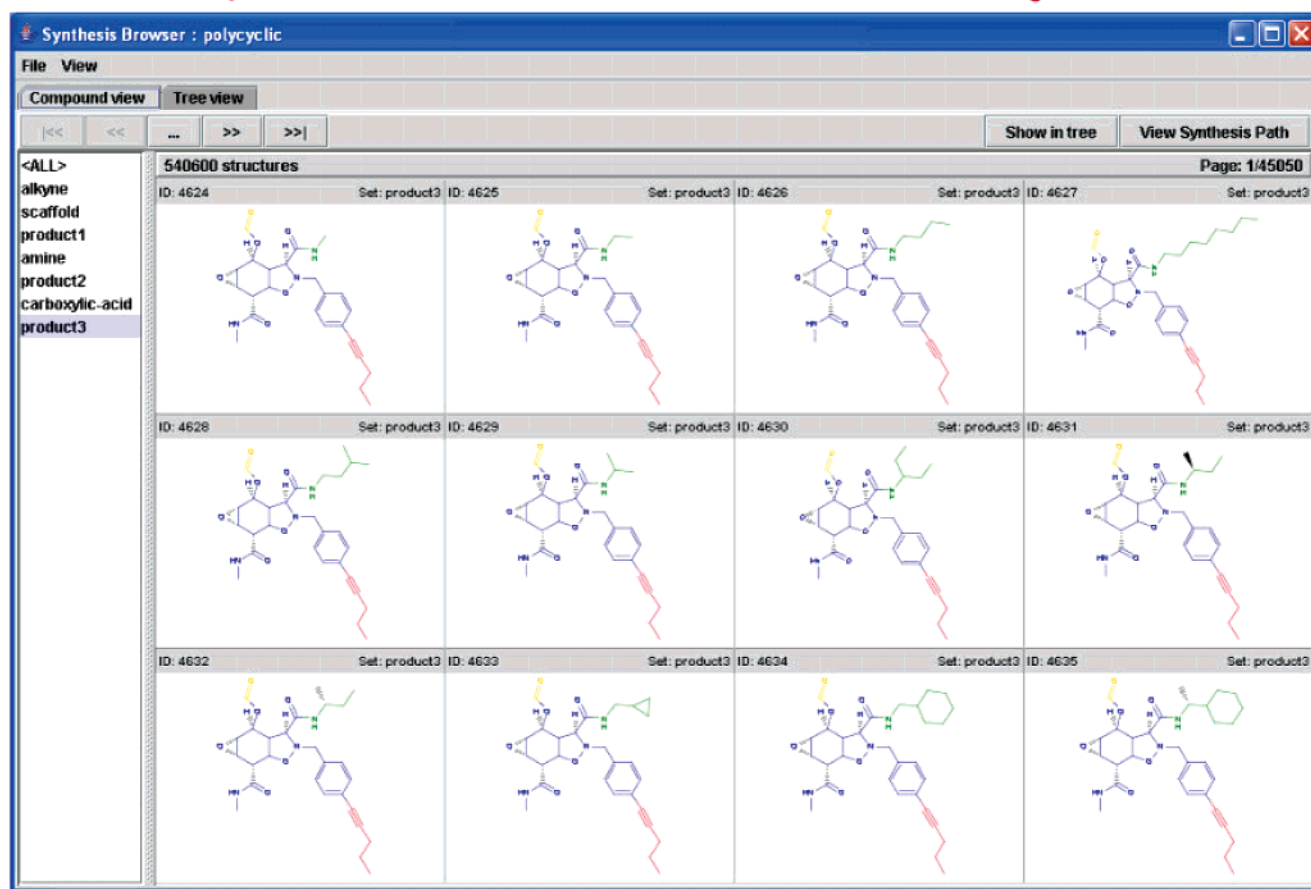 Synthesis Browser : polycyclic
File View
Compound view Tree view
|<< << ... >> >>| Show in tree View Synthesis Path
<ALL>
alkyne
scaffold
product1
amine
product2
carboxylic-acid
product3
540600 structures Page: 1/45050
ID: 4624 Set: product3 ID: 4625 Set: product3 ID: 4626 Set: product3 ID: 4627 Set: product3
ID: 4628 Set: product3 ID: 4629 Set: product3 ID: 4630 Set: product3 ID: 4631 Set: product3
ID: 4632 Set: product3 ID: 4633 Set: product3 ID: 4634 Set: product3 ID: 4635 Set: product3